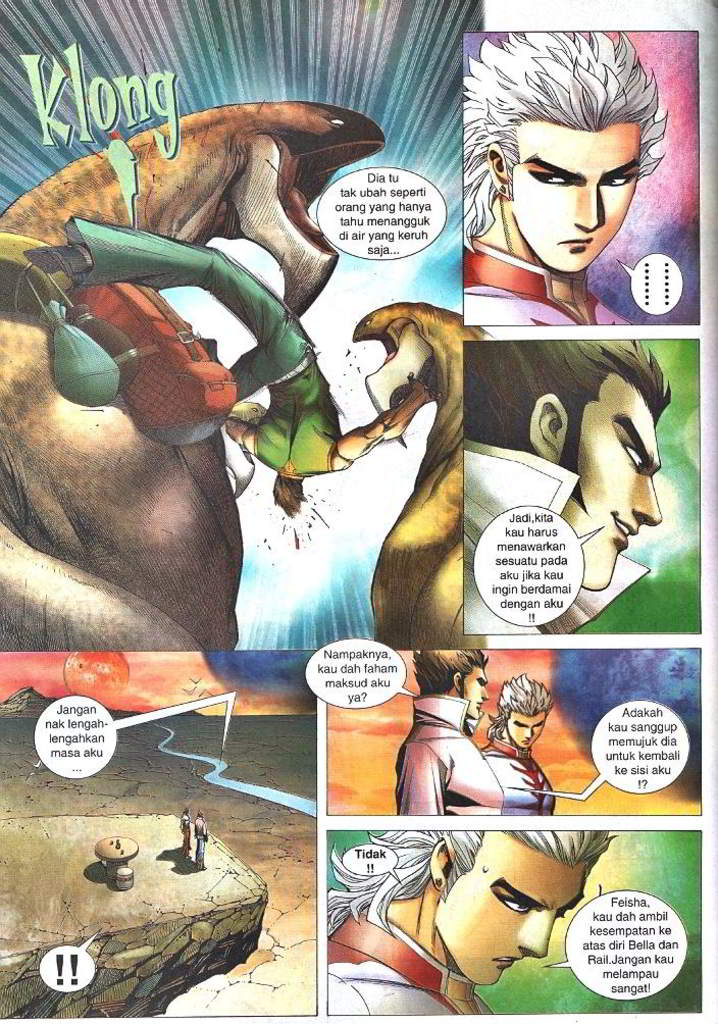 Klong
!
Dia tu
tak ubah seperti
orang yang hanya
tahu menangguk
di air yang keruh
saja...
Jadi,kita
kau harus
menawarkan
sesuatu pada
aku jika kau
ingin berdamai
dengan aku
!!
Jangan
nak lengah-
lengahkan
masa aku
...
!!
Nampaknya,
kau dah faham
maksud aku
ya?
Adakah
kau sanggup
memujuk dia
untuk kembali
ke sisi aku
!?
Tidak
!!
Feisha,
kau dah ambil
kesempatan ke
atas diri Bella dan
Rail.Jangan kau
melampau
sangat!